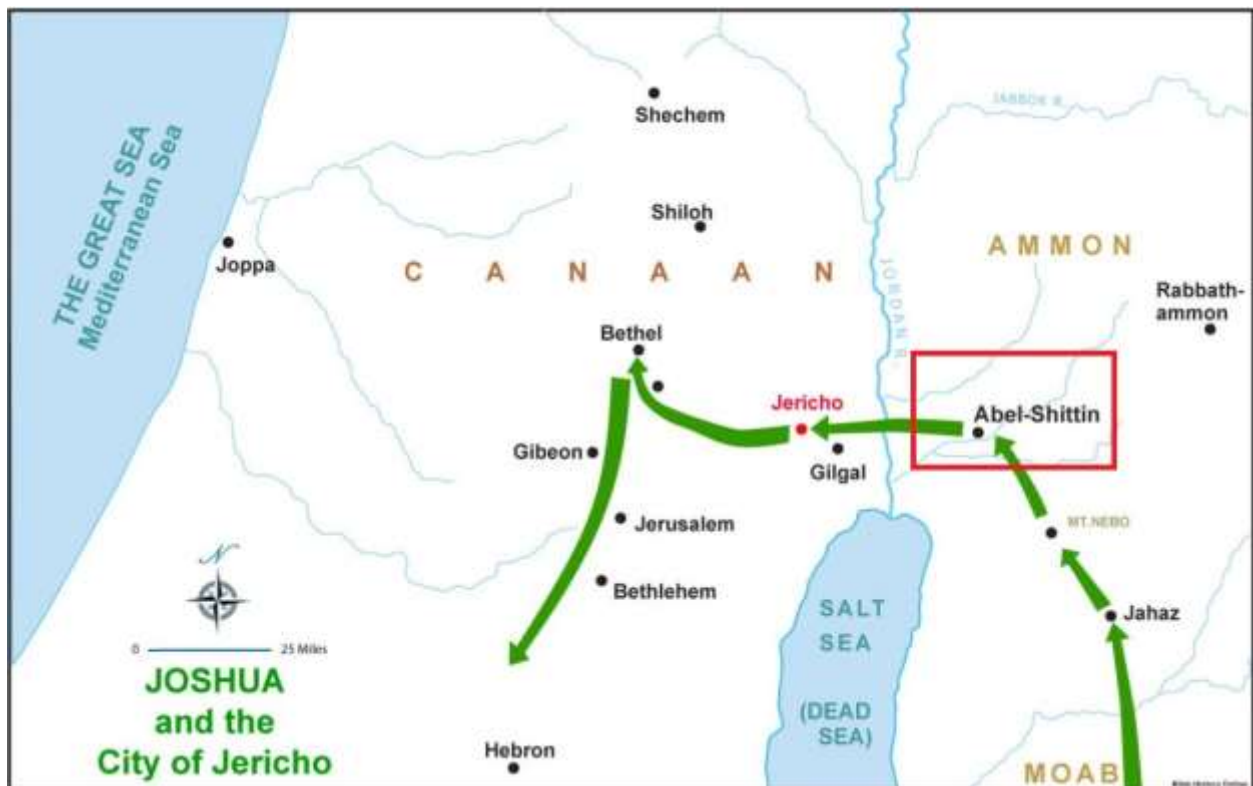 THE GREAT SEA
Mediterranean Sea
Shechem
JABBOK R.
Shiloh
AMMON
Joppa
CANAAN
JORDAN R.
Rabbath-
ammon
Bethel
Jericho
Abel-Shittin
Gibeon
Gilgal
Jerusalem
MT. NEBO
Bethlehem
N
SALT
SEA
(DEAD
SEA)
Jahaz
0 25 Miles
JOSHUA
and the
City of Jericho
Hebron
MOAB